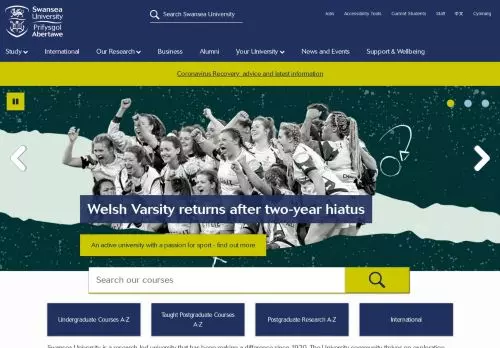 Swansea
University
Prifysgol
Abertawe
Search Swansea University
Jobs Accessibility Tools Current Students Staff 中文 Cymraeg
Study International Our Research Business Alumni Your University News and Events Support & Wellbeing
Coronavirus Recovery: advice and latest information
Welsh Varsity returns after two-year hiatus
An active university with a passion for sport - find out more
Search our courses
Undergraduate Courses A-Z
Taught Postgraduate Courses
A-Z
Postgraduate Research A-Z
International
Swansea University is a research-led university that has been making a difference since 1920. The University community thrives on exploration